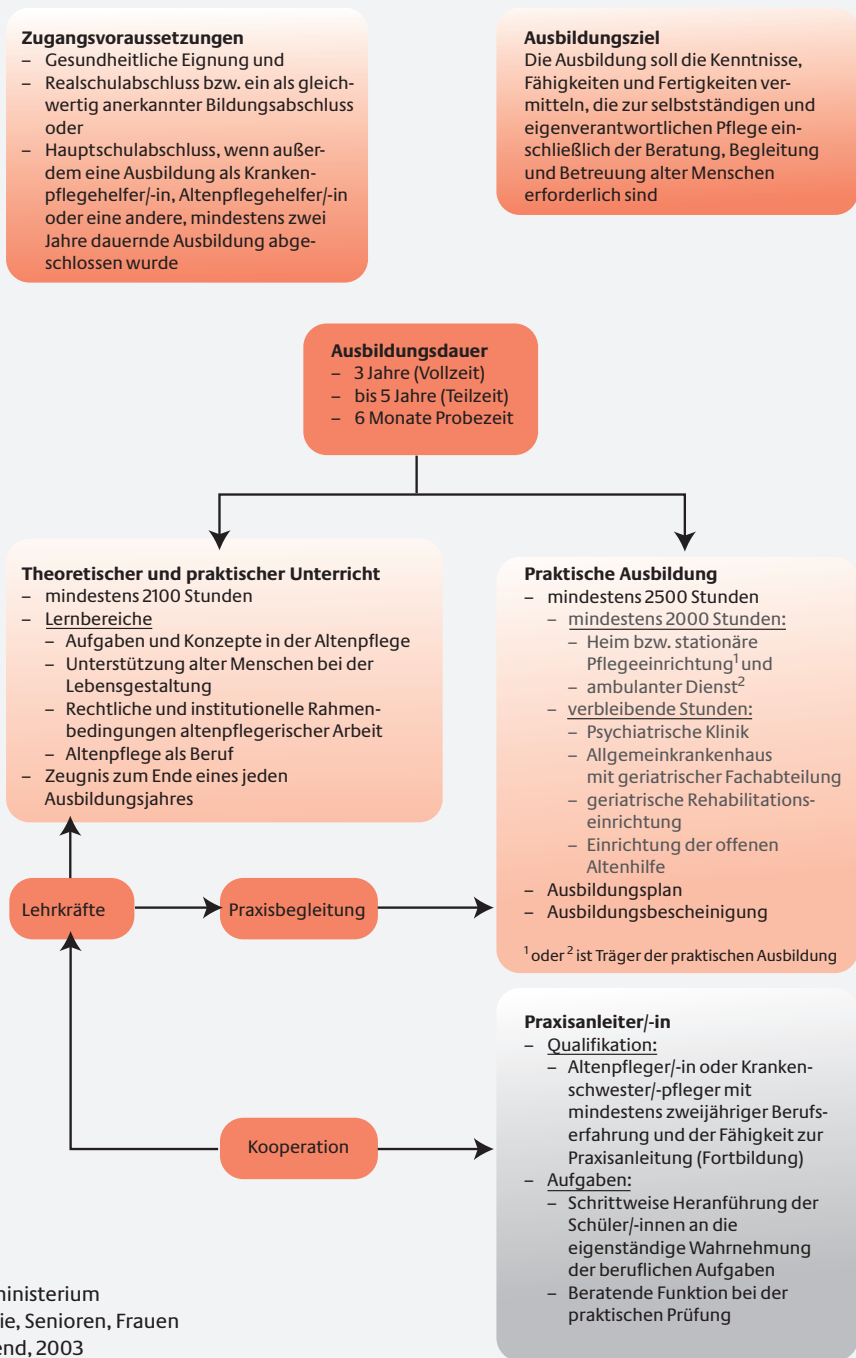 Zugangsvoraussetzungen
– Gesundheitliche Eignung und
– Realschulabschluss bzw. ein als gleich-
wertig anerkannter Bildungsabschluss
oder
– Hauptschulabschluss, wenn außer-
dem eine Ausbildung als Kranken-
pflegehelfer/-in, Altenpflegehelfer/-in
oder eine andere, mindestens zwei
Jahre dauernde Ausbildung abge-
schlossen wurde
Ausbildungsziel
Die Ausbildung soll die Kenntnisse,
Fähigkeiten und Fertigkeiten ver-
mitteln, die zur selbstständigen und
eigenverantwortlichen Pflege ein-
schließlich der Beratung, Begleitung
und Betreuung alter Menschen
erforderlich sind
Ausbildungsdauer
– 3 Jahre (Vollzeit)
– bis 5 Jahre (Teilzeit)
– 6 Monate Probezeit
Theoretischer und praktischer Unterricht
– mindestens 2100 Stunden
– Lernbereiche
– Aufgaben und Konzepte in der Altenpflege
– Unterstützung alter Menschen bei der
Lebensgestaltung
– Rechtliche und institutionelle Rahmen-
bedingungen altenpflegerischer Arbeit
– Altenpflege als Beruf
– Zeugnis zum Ende eines jeden
Ausbildungsjahres
Praktische Ausbildung
– mindestens 2500 Stunden
– mindestens 2000 Stunden:
– Heim bzw. stationäre
Pflegeeinrichtung¹ und
– ambulanter Dienst²
– verbleibende Stunden:
– Psychiatrische Klinik
– Allgemeinkrankenhaus
mit geriatrischer Fachabteilung
– geriatrische Rehabilitations-
einrichtung
– Einrichtung der offenen
Altenhilfe
– Ausbildungsplan
– Ausbildungsbescheinigung
¹ oder ² ist Träger der praktischen Ausbildung
Lehrkräfte
Praxisbegleitung
Kooperation
Praxisanleiter/-in
– Qualifikation:
– Altenpfleger/-in oder Kranken-
schwester/-pfleger mit
mindestens zweijähriger Berufs-
erfahrung und der Fähigkeit zur
Praxisanleitung (Fortbildung)
– Aufgaben:
– Schrittweise Heranführung der
Schüler/-innen an die
eigenständige Wahrnehmung
der beruflichen Aufgaben
– Beratende Funktion bei der
praktischen Prüfung
ministerium
ie, Senioren, Frauen
end, 2003